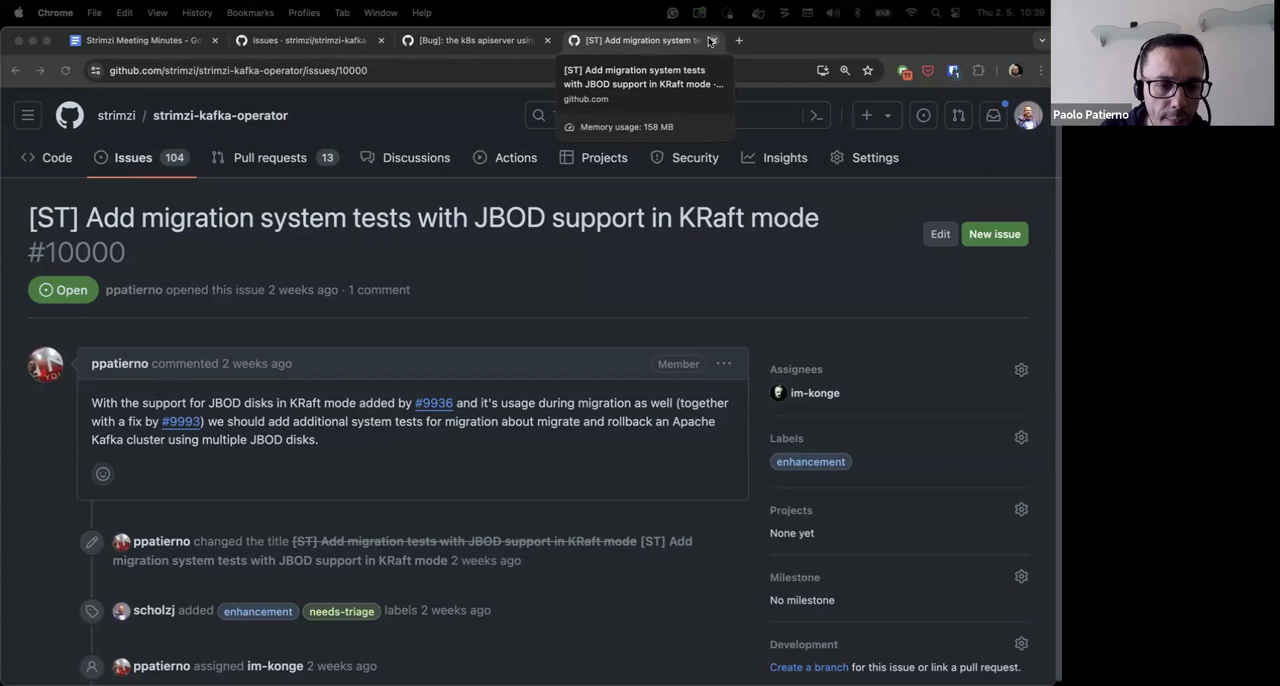 Chrome File Edit View History Bookmarks Profiles Tab Window Help Thu 2. 5. 10:39
Strimzi Meeting Minutes - Go
Issues · strimzi/strimzi-kafka
[Bug]: the k8s apiserver using
[ST] Add migration system te
github.com/strimzi/strimzi-kafka-operator/issues/10000
[ST] Add migration system tests
with JBOD support in KRaft mode ·...
github.com
Memory usage: 158 MB
Paolo Patierno
strimzi / strimzi-kafka-operator
Code Issues 104 Pull requests 13 Discussions Actions Projects Security Insights Settings
[ST] Add migration system tests with JBOD support in KRaft mode
#10000
Edit New issue
Open ppatierno opened this issue 2 weeks ago · 1 comment
ppatierno commented 2 weeks ago Member ...
With the support for JBOD disks in KRaft mode added by #9936 and it's usage during migration as well (together
with a fix by #9993) we should add additional system tests for migration about migrate and rollback an Apache
Kafka cluster using multiple JBOD disks.
ppatierno changed the title [ST] Add migration tests with JBOD support in KRaft mode [ST] Add
migration system tests with JBOD support in KRaft mode 2 weeks ago
scholzj added enhancement needs-triage labels 2 weeks ago
ppatierno assigned im-konge 2 weeks ago
Assignees
im-konge
Labels
enhancement
Projects
None yet
Milestone
No milestone
Development
Create a branch for this issue or link a pull request.